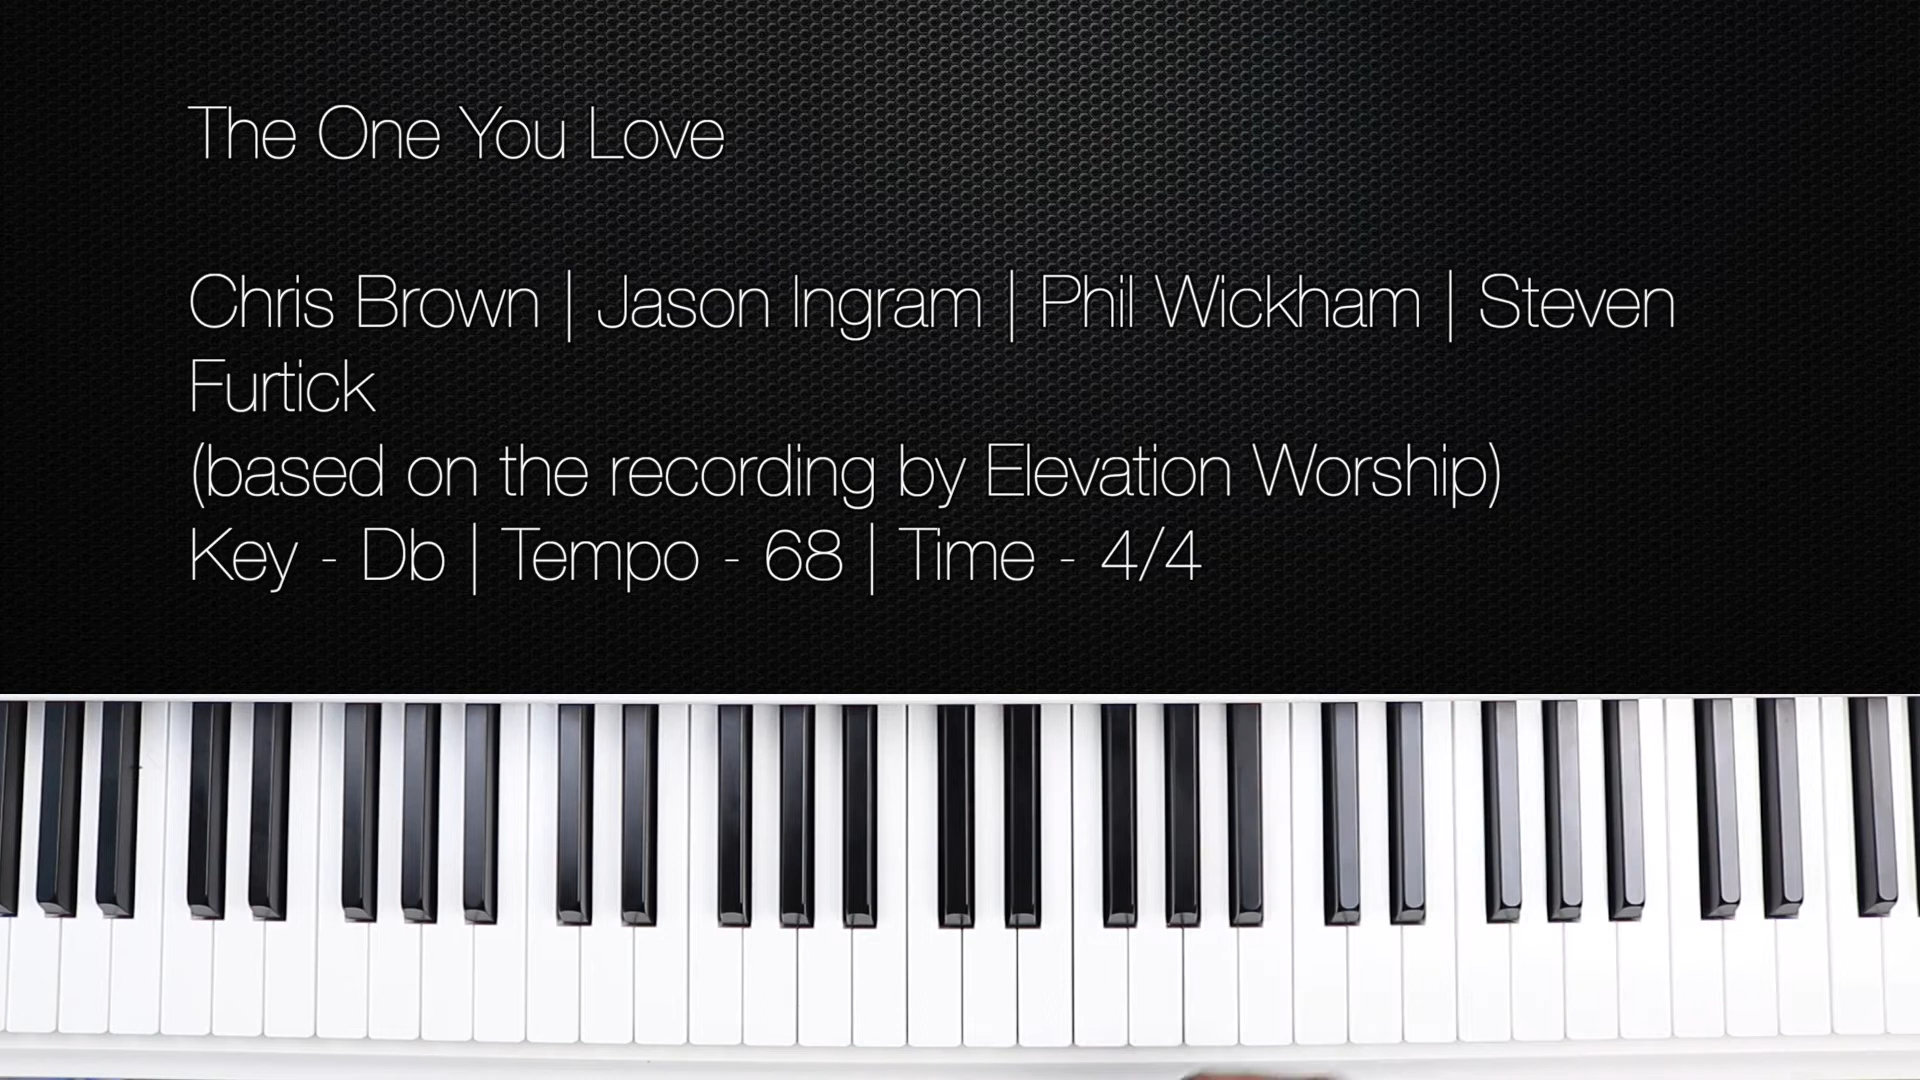 The One You Love
Chris Brown | Jason Ingram | Phil Wickham | Steven
Furtick
(based on the recording by Elevation Worship)
Key - Db | Tempo - 68 | Time - 4/4